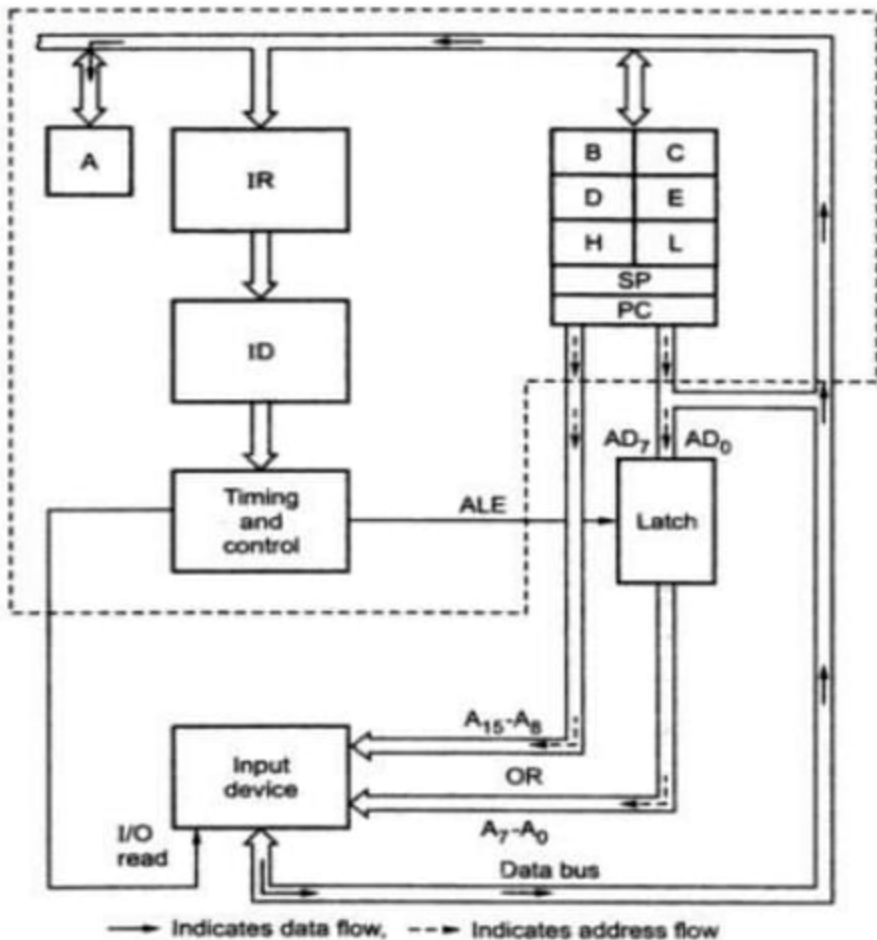 A
IR
B C
D E
H L
SP
PC
ID
AD7 AD0
Timing
and
control
ALE
Latch
A15-A8
Input
device
OR
A7-A0
I/O
read
Data bus
Indicates data flow, Indicates address flow